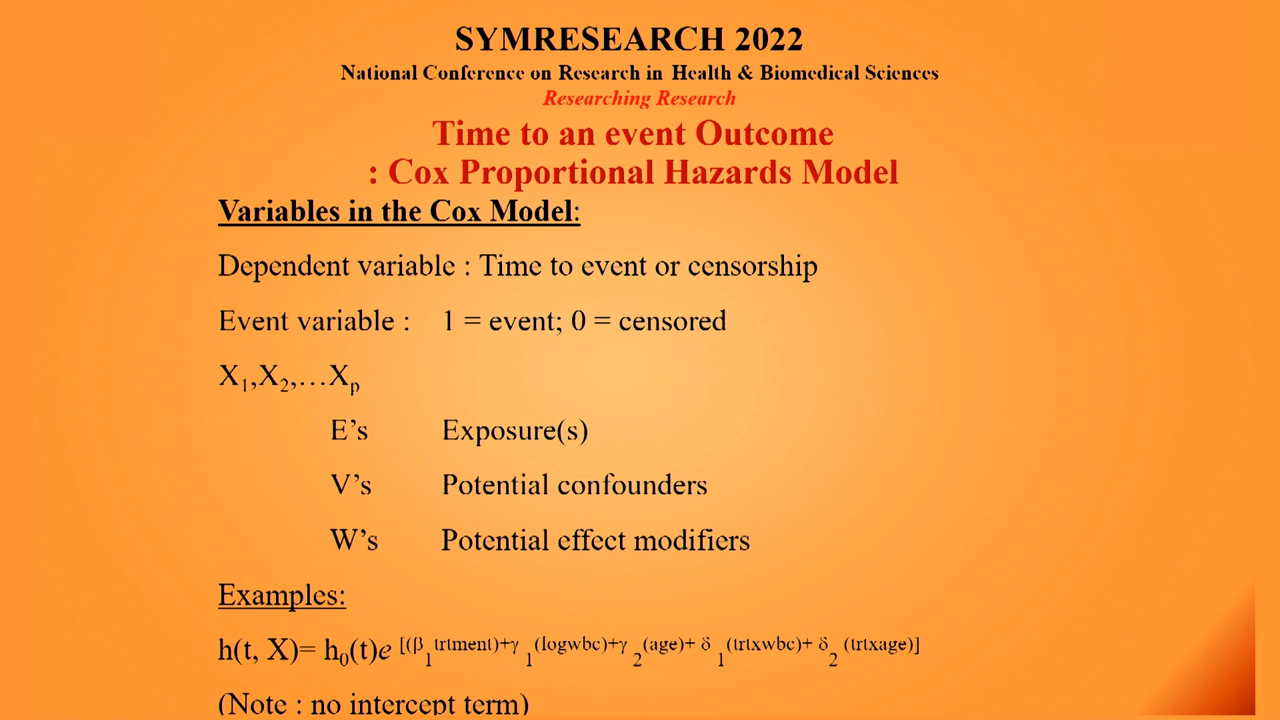 SYMRESEARCH 2022
National Conference on Research in Health & Biomedical Sciences
Researching Research
Time to an event Outcome
: Cox Proportional Hazards Model
Variables in the Cox Model:
Dependent variable : Time to event or censorship
Event variable : 1 = event; 0 = censored
X₁,X₂,…Xₚ
E’s Exposure(s)
V’s Potential confounders
W’s Potential effect modifiers
Examples:
h(t, X)= h₀(t)e [(β₁trtment)+γ₁(logwbc)+γ₂(age)+ δ₁(trtxwbc)+ δ₂(trtxage)]
(Note : no intercept term)